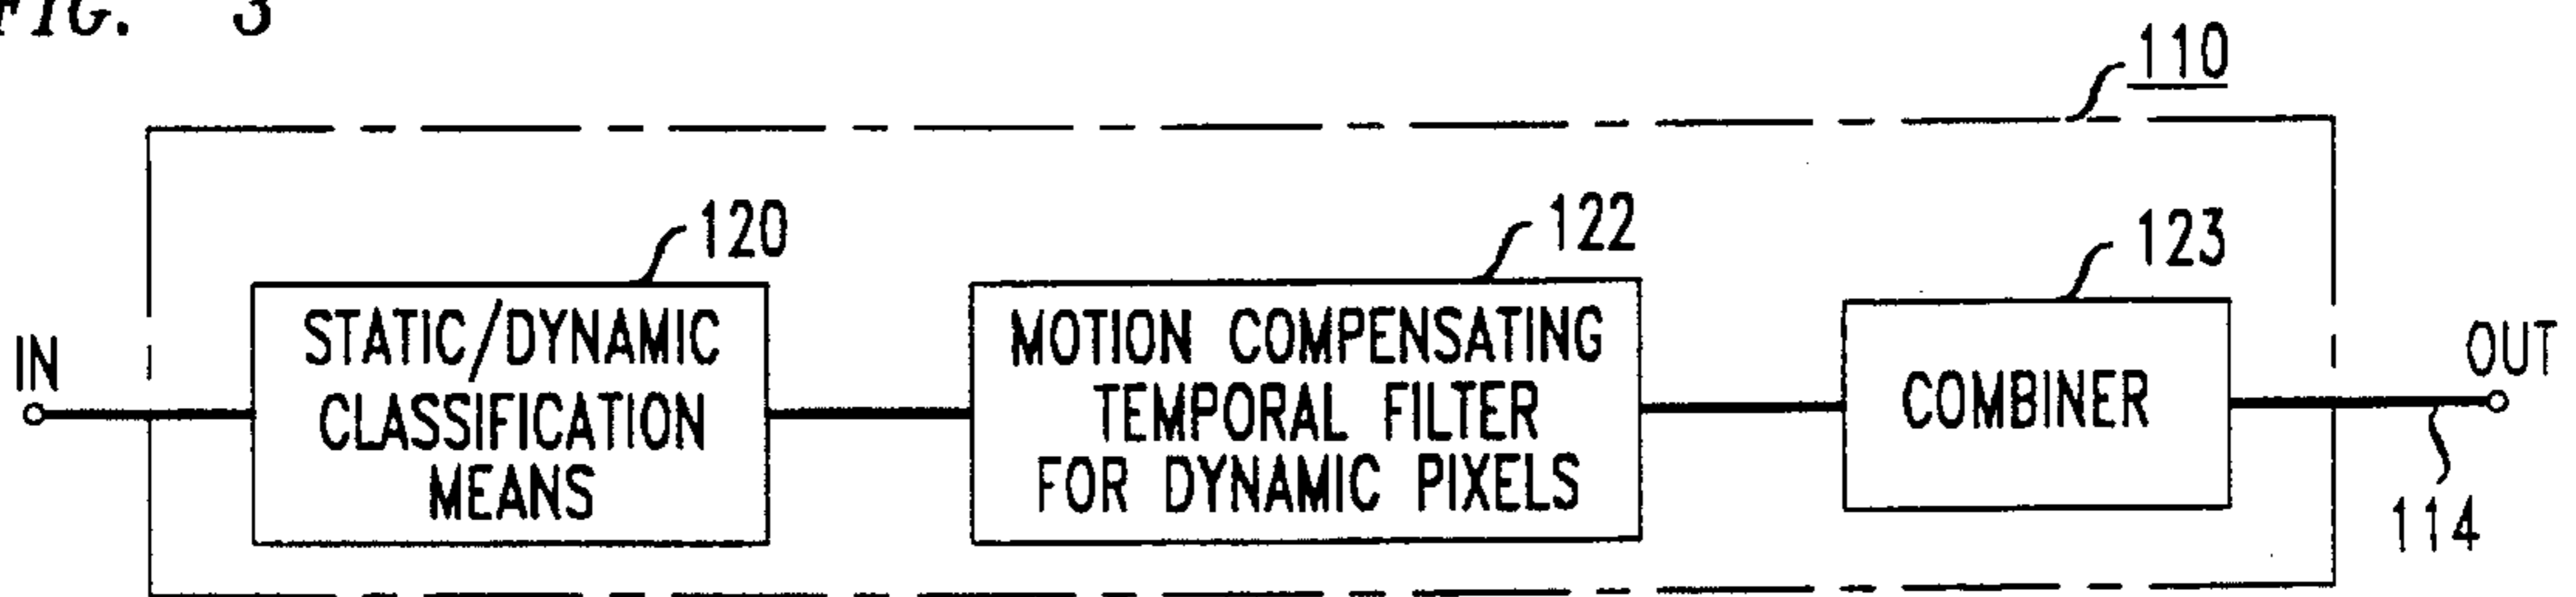 FIG. 3
110
120
122
123
IN
STATIC/DYNAMIC
CLASSIFICATION
MEANS
MOTION COMPENSATING
TEMPORAL FILTER
FOR DYNAMIC PIXELS
COMBINER
OUT
114